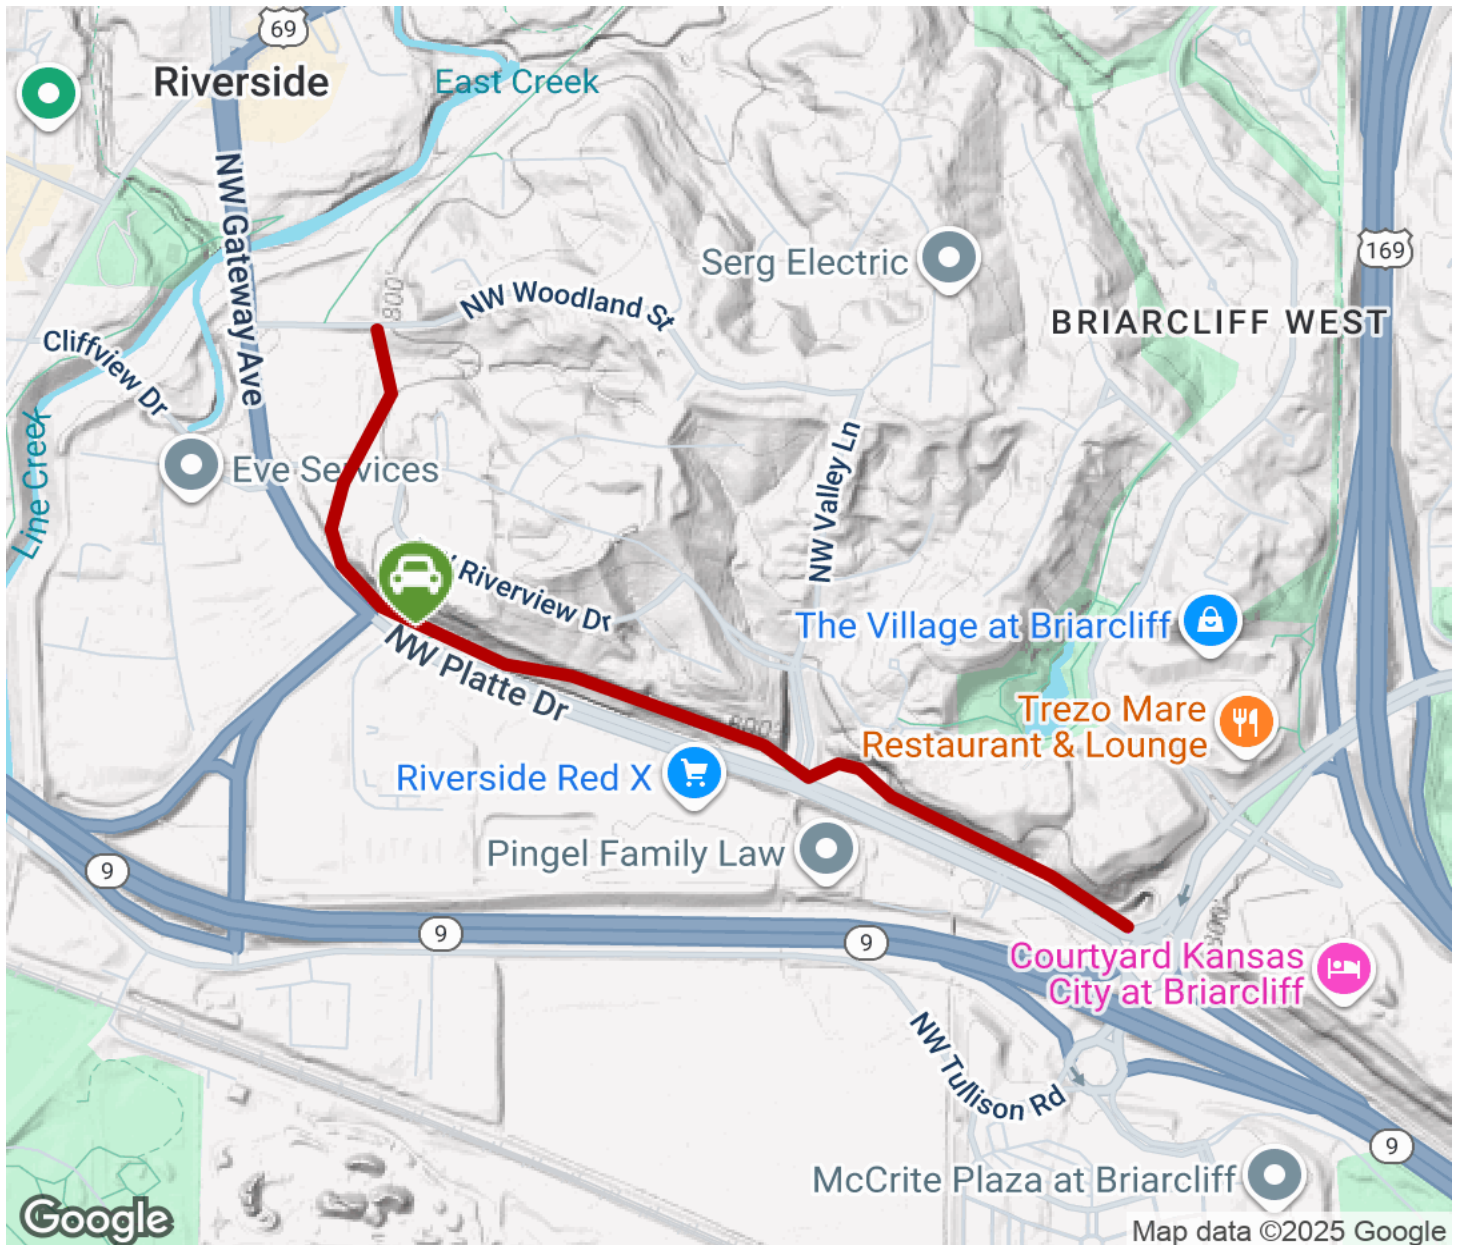 69
Riverside
East Creek
NW Gateway Ave
169
Serg Electric
800
NW Woodland St
BRIARCLIFF WEST
Cliffview Dr
Line Creek
Eve Services
NW Valley Ln
Riverview Dr
The Village at Briarcliff
NW Platte Dr
Trezo Mare
Restaurant & Lounge
800
Riverside Red X
Pingel Family Law
9
9
9
Courtyard Kansas
City at Briarcliff
NW Tullison Rd
9
McCrite Plaza at Briarcliff
Google
Map data ©2025 Google